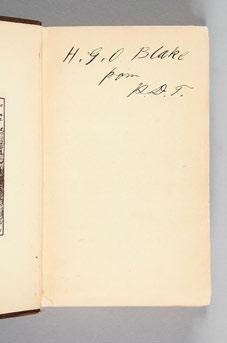 H. G. O Blake
from
H. D. T.